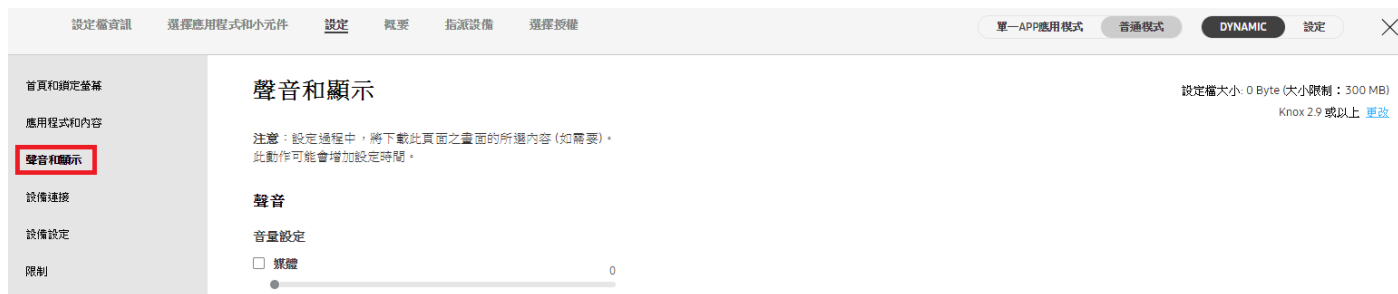 設定檔資訊 選擇應用程式和小元件 設定 概要 指派設備 選擇授權 單一APP應用模式 普通模式 DYNAMIC 設定
首頁和鎖定螢幕
應用程式和內容
聲音和顯示
設備連接
設備設定
限制
聲音和顯示
設定檔大小: 0 Byte (大小限制：300 MB)
Knox 2.9 或以上 更改
注意：設定過程中，將下載此頁面之畫面的所選內容 (如需要)。
此動作可能會增加設定時間。
聲音
音量設定
媒體 0